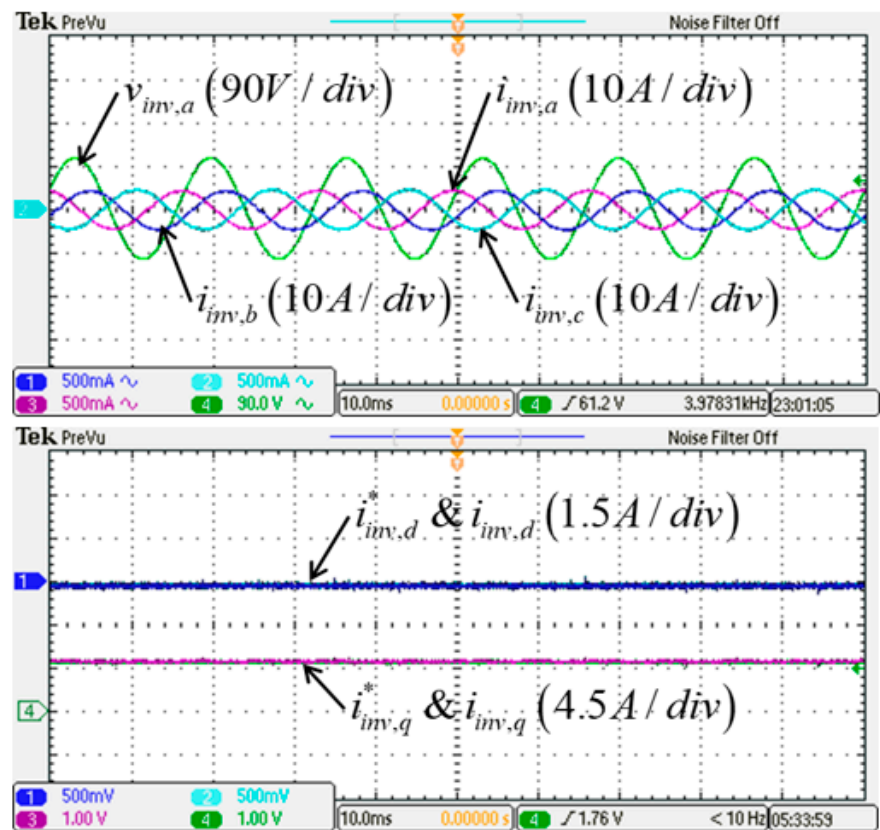 Tek PreVu Noise Filter Off
v_inv,a (90V / div) i_inv,a (10A / div)
2
i_inv,b (10A / div) i_inv,c (10A / div)
1 500mA ∿ 2 500mA ∿
3 500mA ∿ 4 90.0 V ∿ 10.0ms 0.00000 s 4 ∫ 61.2 V 3.97831kHz 23:01:05
Tek PreVu Noise Filter Off
i*_inv,d & i_inv,d (1.5A / div)
1
4
i*_inv,q & i_inv,q (4.5A / div)
1 500mV 2 500mV
3 1.00 V 4 1.00 V 10.0ms 0.00000 s 4 ∫ 1.76 V < 10 Hz 05:33:59